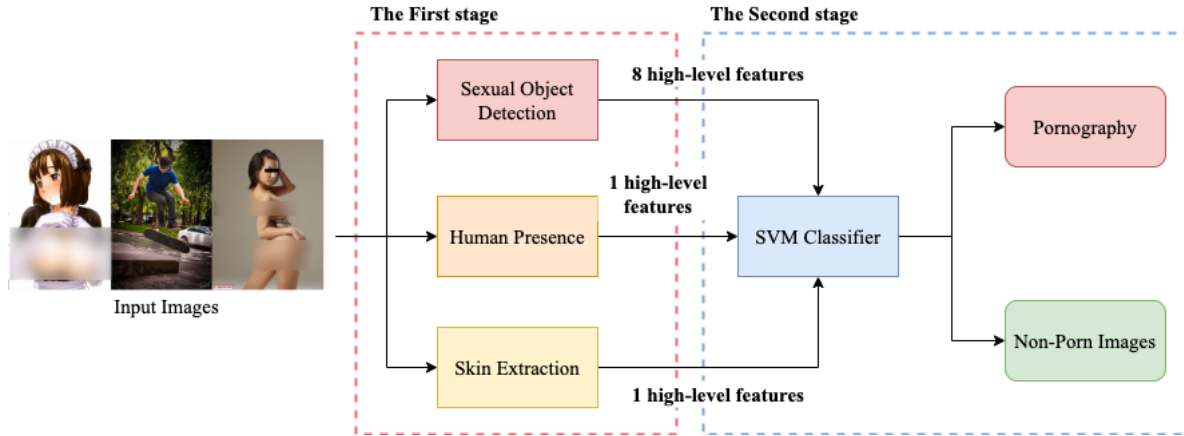 The First stage
The Second stage
8 high-level features
Sexual Object
Detection
Pornography
1 high-level
features
Human Presence
SVM Classifier
Input Images
Non-Porn Images
Skin Extraction
1 high-level features